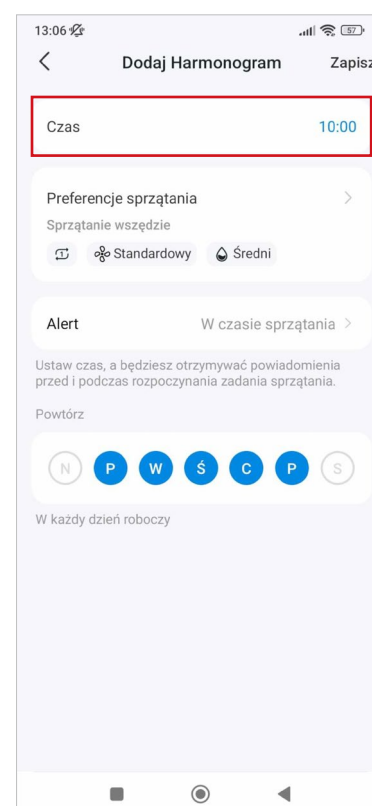 13:06
57
Dodaj Harmonogram
Zapisz
Czas
10:00
Preferencje sprzątania
Sprzątanie wszędzie
1
Standardowy
Średni
Alert
W czasie sprzątania
Ustaw czas, a będziesz otrzymywać powiadomienia
przed i podczas rozpoczynania zadania sprzątania.
Powtórz
N P W Ś C P S
W każdy dzień roboczy